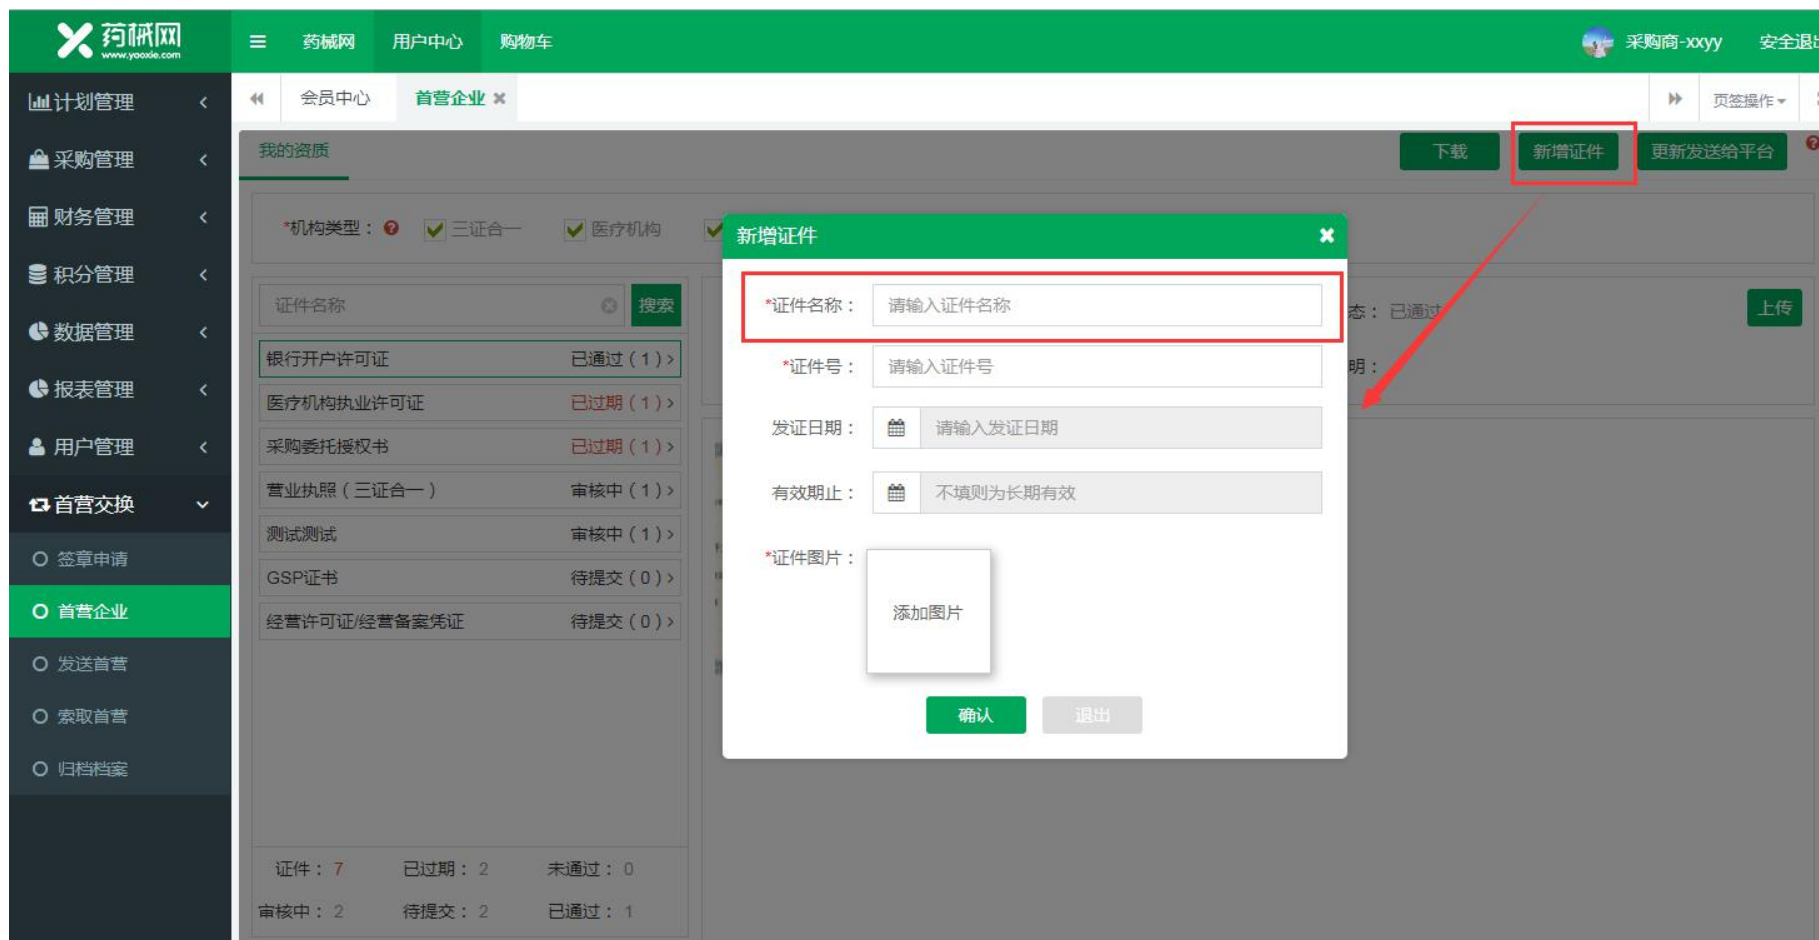 药械网
www.yaoxie.com
药械网 用户中心 购物车
采购商-xxyy 安全退出
计划管理
采购管理
财务管理
积分管理
数据管理
报表管理
用户管理
首营交换
签章申请
首营企业
发送首营
索取首营
归档档案
会员中心 首营企业
页签操作
我的资质
下载 新增证件 更新发送给平台
*机构类型： 三证合一 医疗机构
证件名称 搜索
银行开户许可证 已通过 ( 1 )
医疗机构执业许可证 已过期 ( 1 )
采购委托授权书 已过期 ( 1 )
营业执照（三证合一） 审核中 ( 1 )
测试测试 审核中 ( 1 )
GSP证书 待提交 ( 0 )
经营许可证/经营备案凭证 待提交 ( 0 )
证件： 7 已过期： 2 未通过： 0
审核中： 2 待提交： 2 已通过： 1
新增证件
*证件名称： 请输入证件名称
*证件号： 请输入证件号
发证日期： 请输入发证日期
有效期止： 不填则为长期有效
*证件图片：
添加图片
确认 退出
态： 已通过
上传
明：